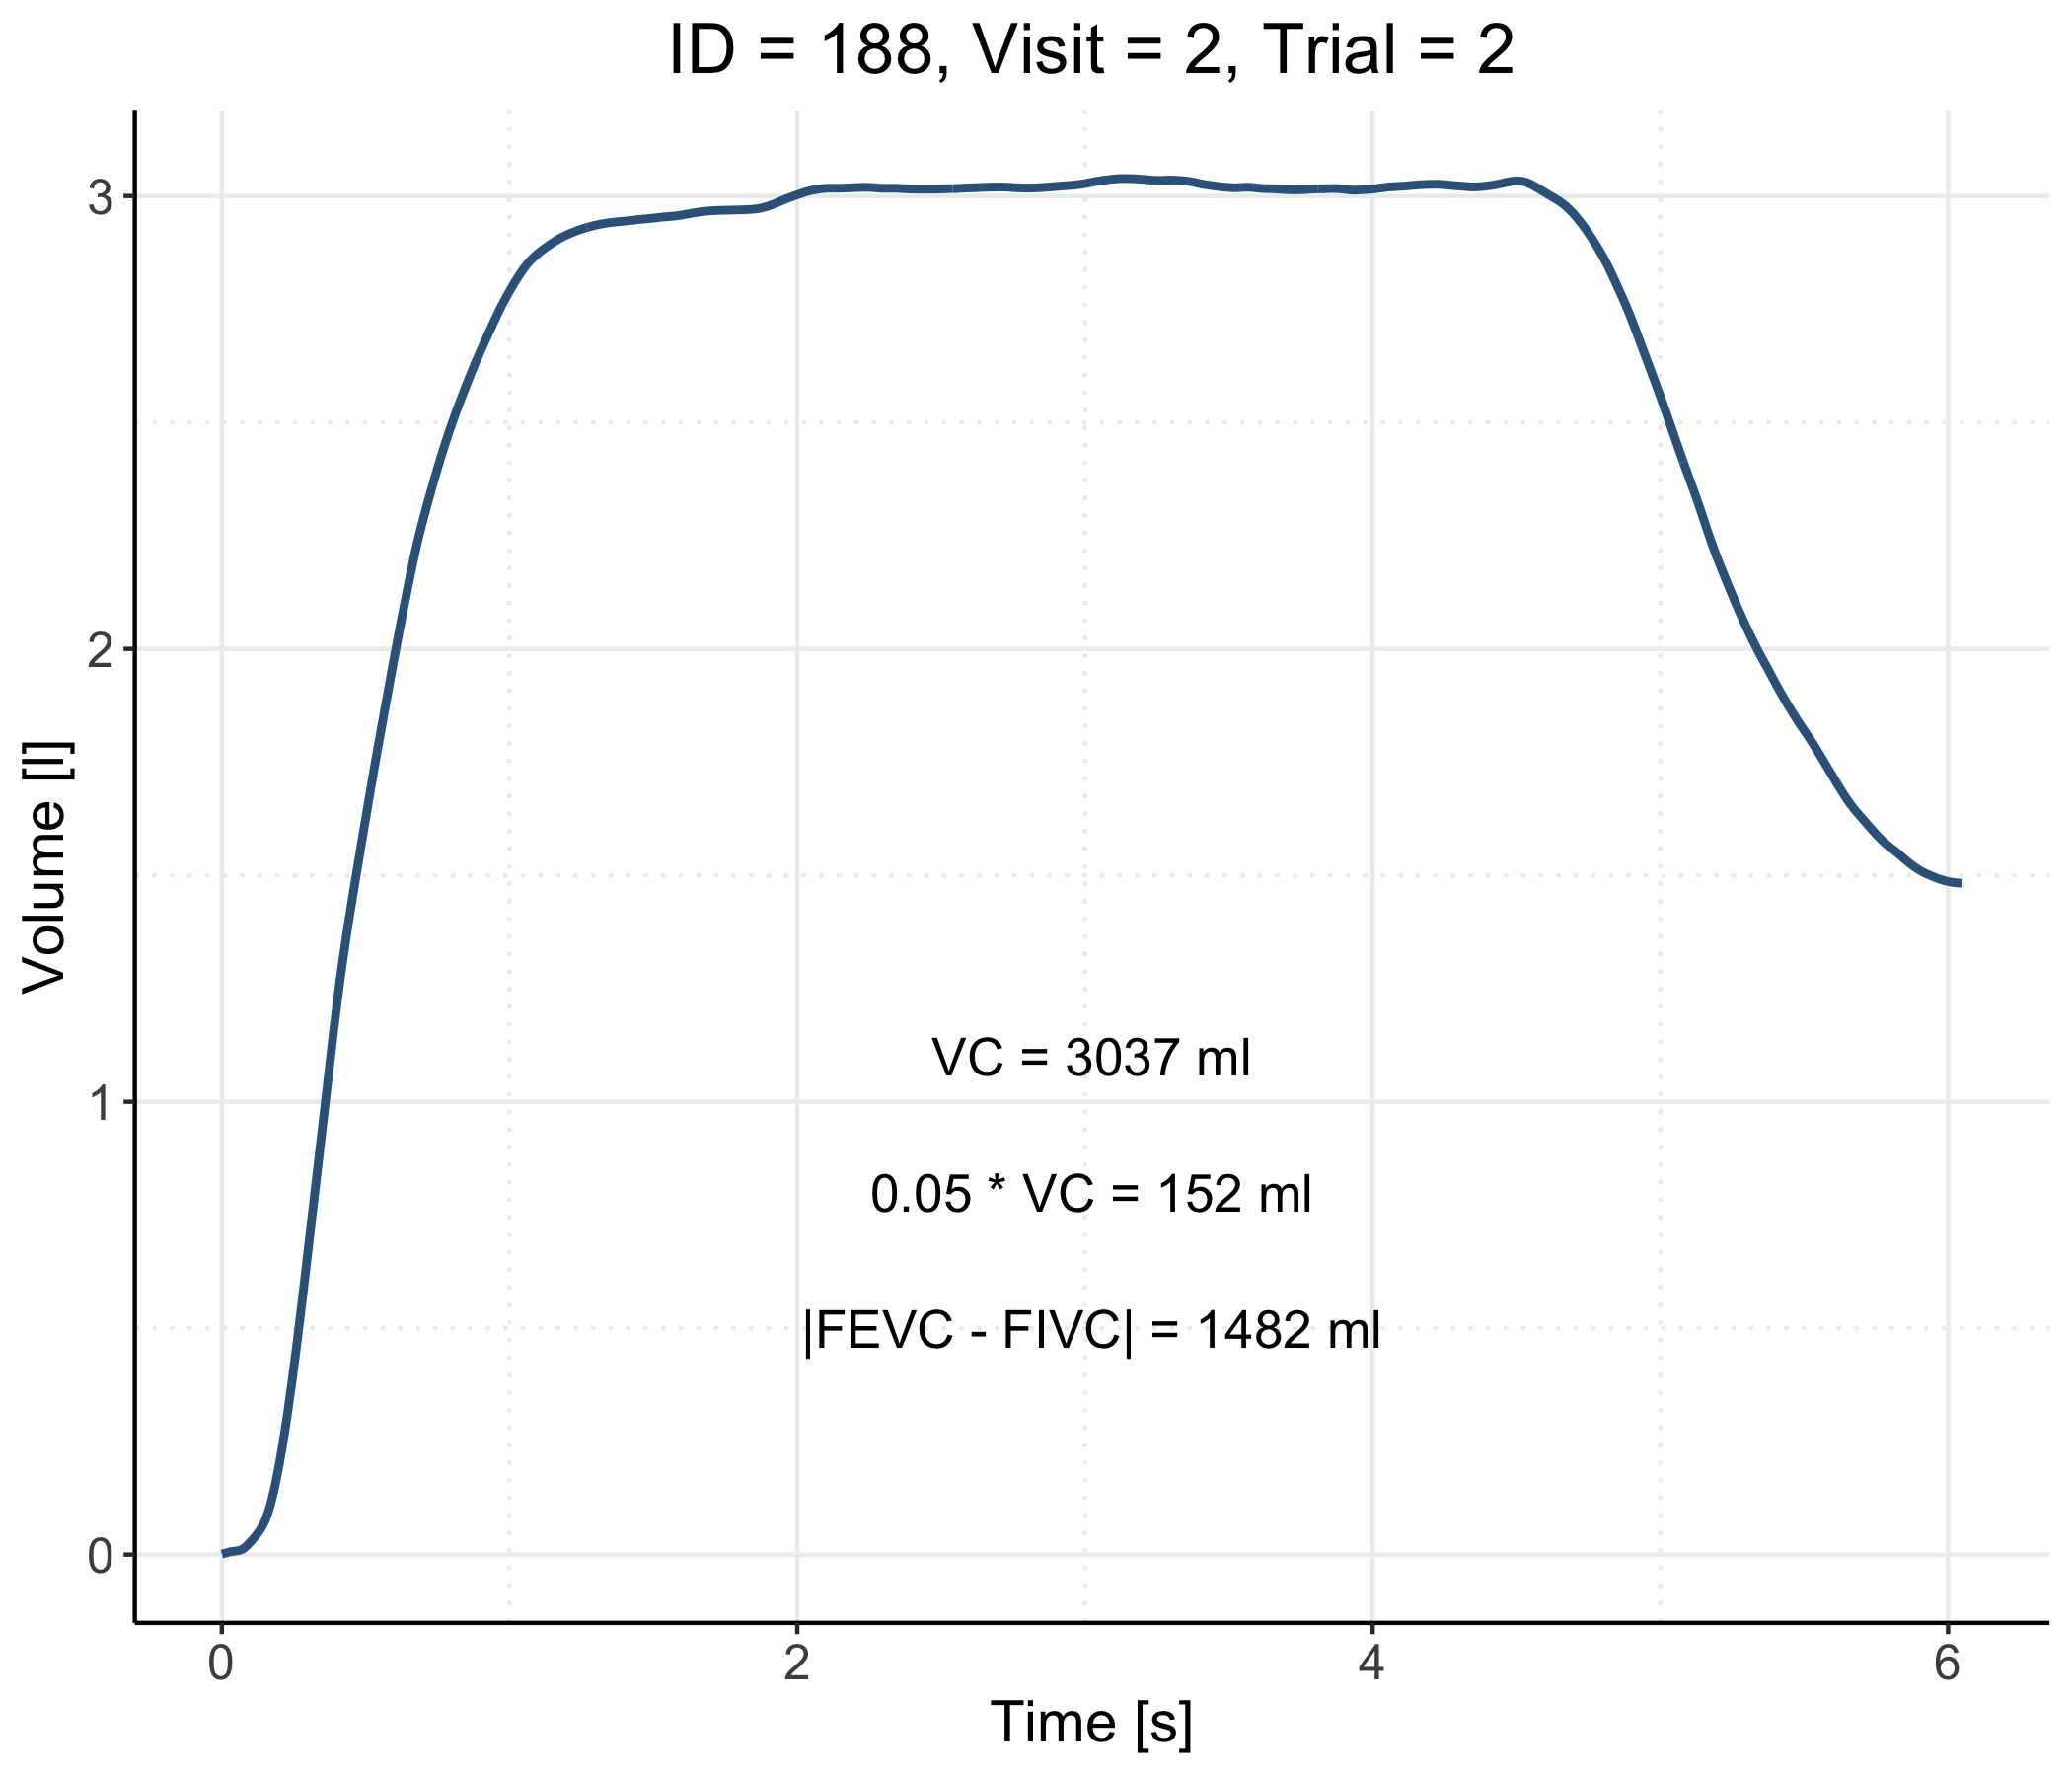 ID = 188, Visit = 2, Trial = 2
3
2
1
0
Volume [l]
VC = 3037 ml
0.05 * VC = 152 ml
|FEVC - FIVC| = 1482 ml
0 2 4 6
Time [s]